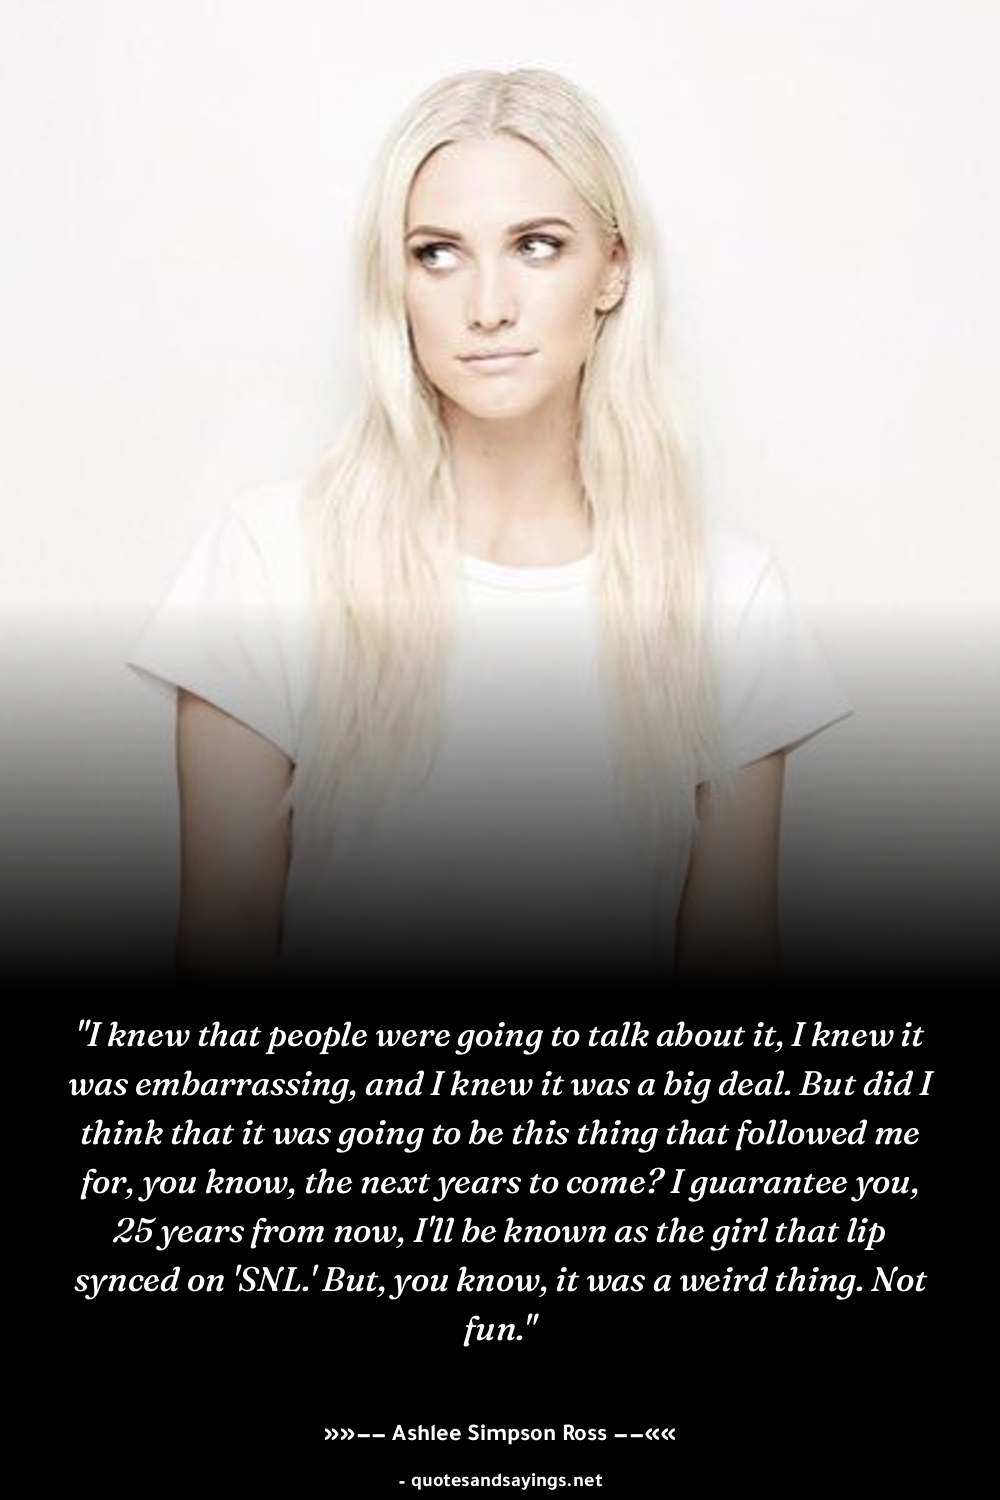 "I knew that people were going to talk about it, I knew it
was embarrassing, and I knew it was a big deal. But did I
think that it was going to be this thing that followed me
for, you know, the next years to come? I guarantee you,
25 years from now, I'll be known as the girl that lip
synced on 'SNL.' But, you know, it was a weird thing. Not
fun."
»»−− Ashlee Simpson Ross −−««
- quotesandsayings.net